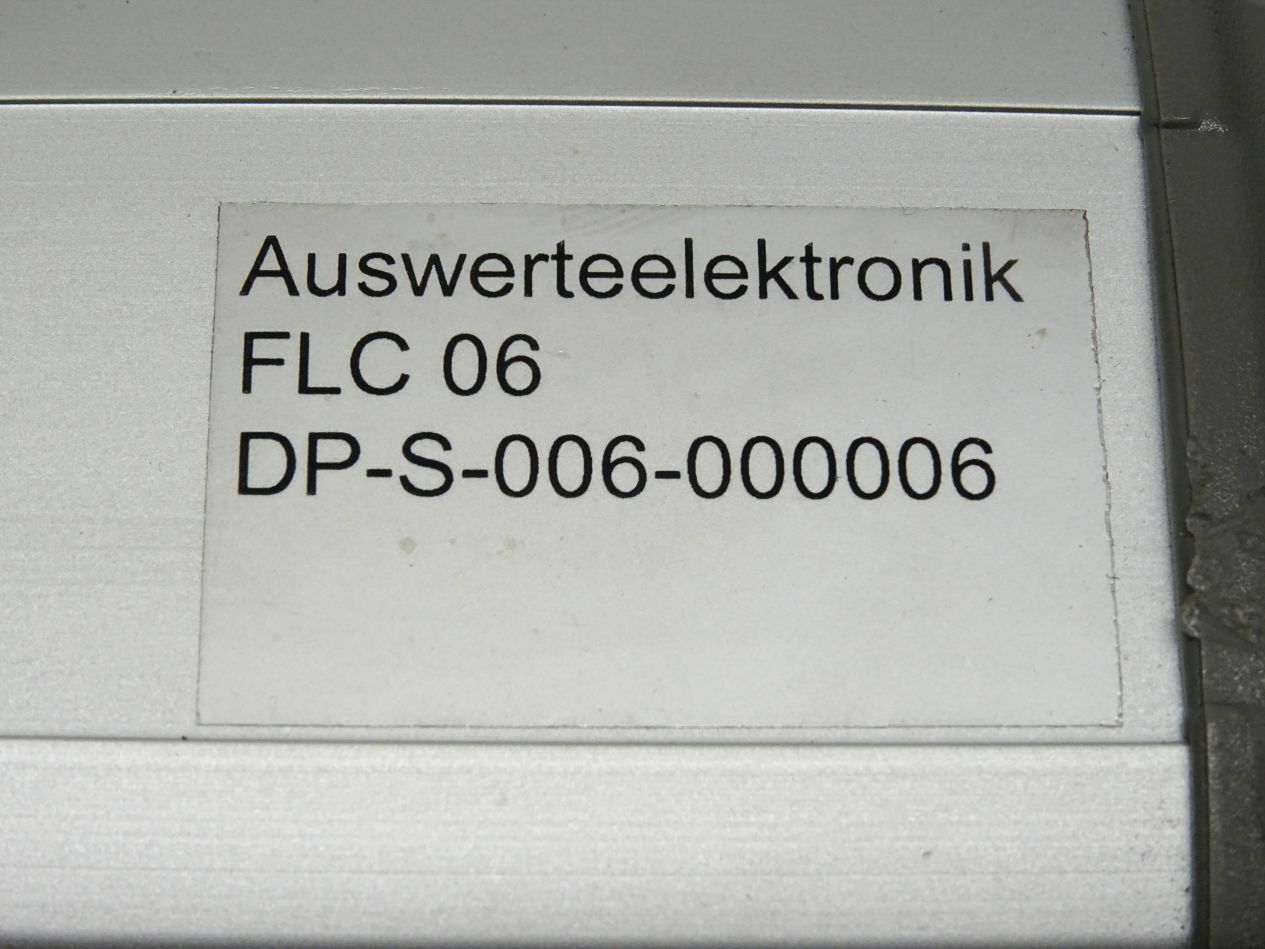 Auswerteelektronik
FLC 06
DP-S-006-000006